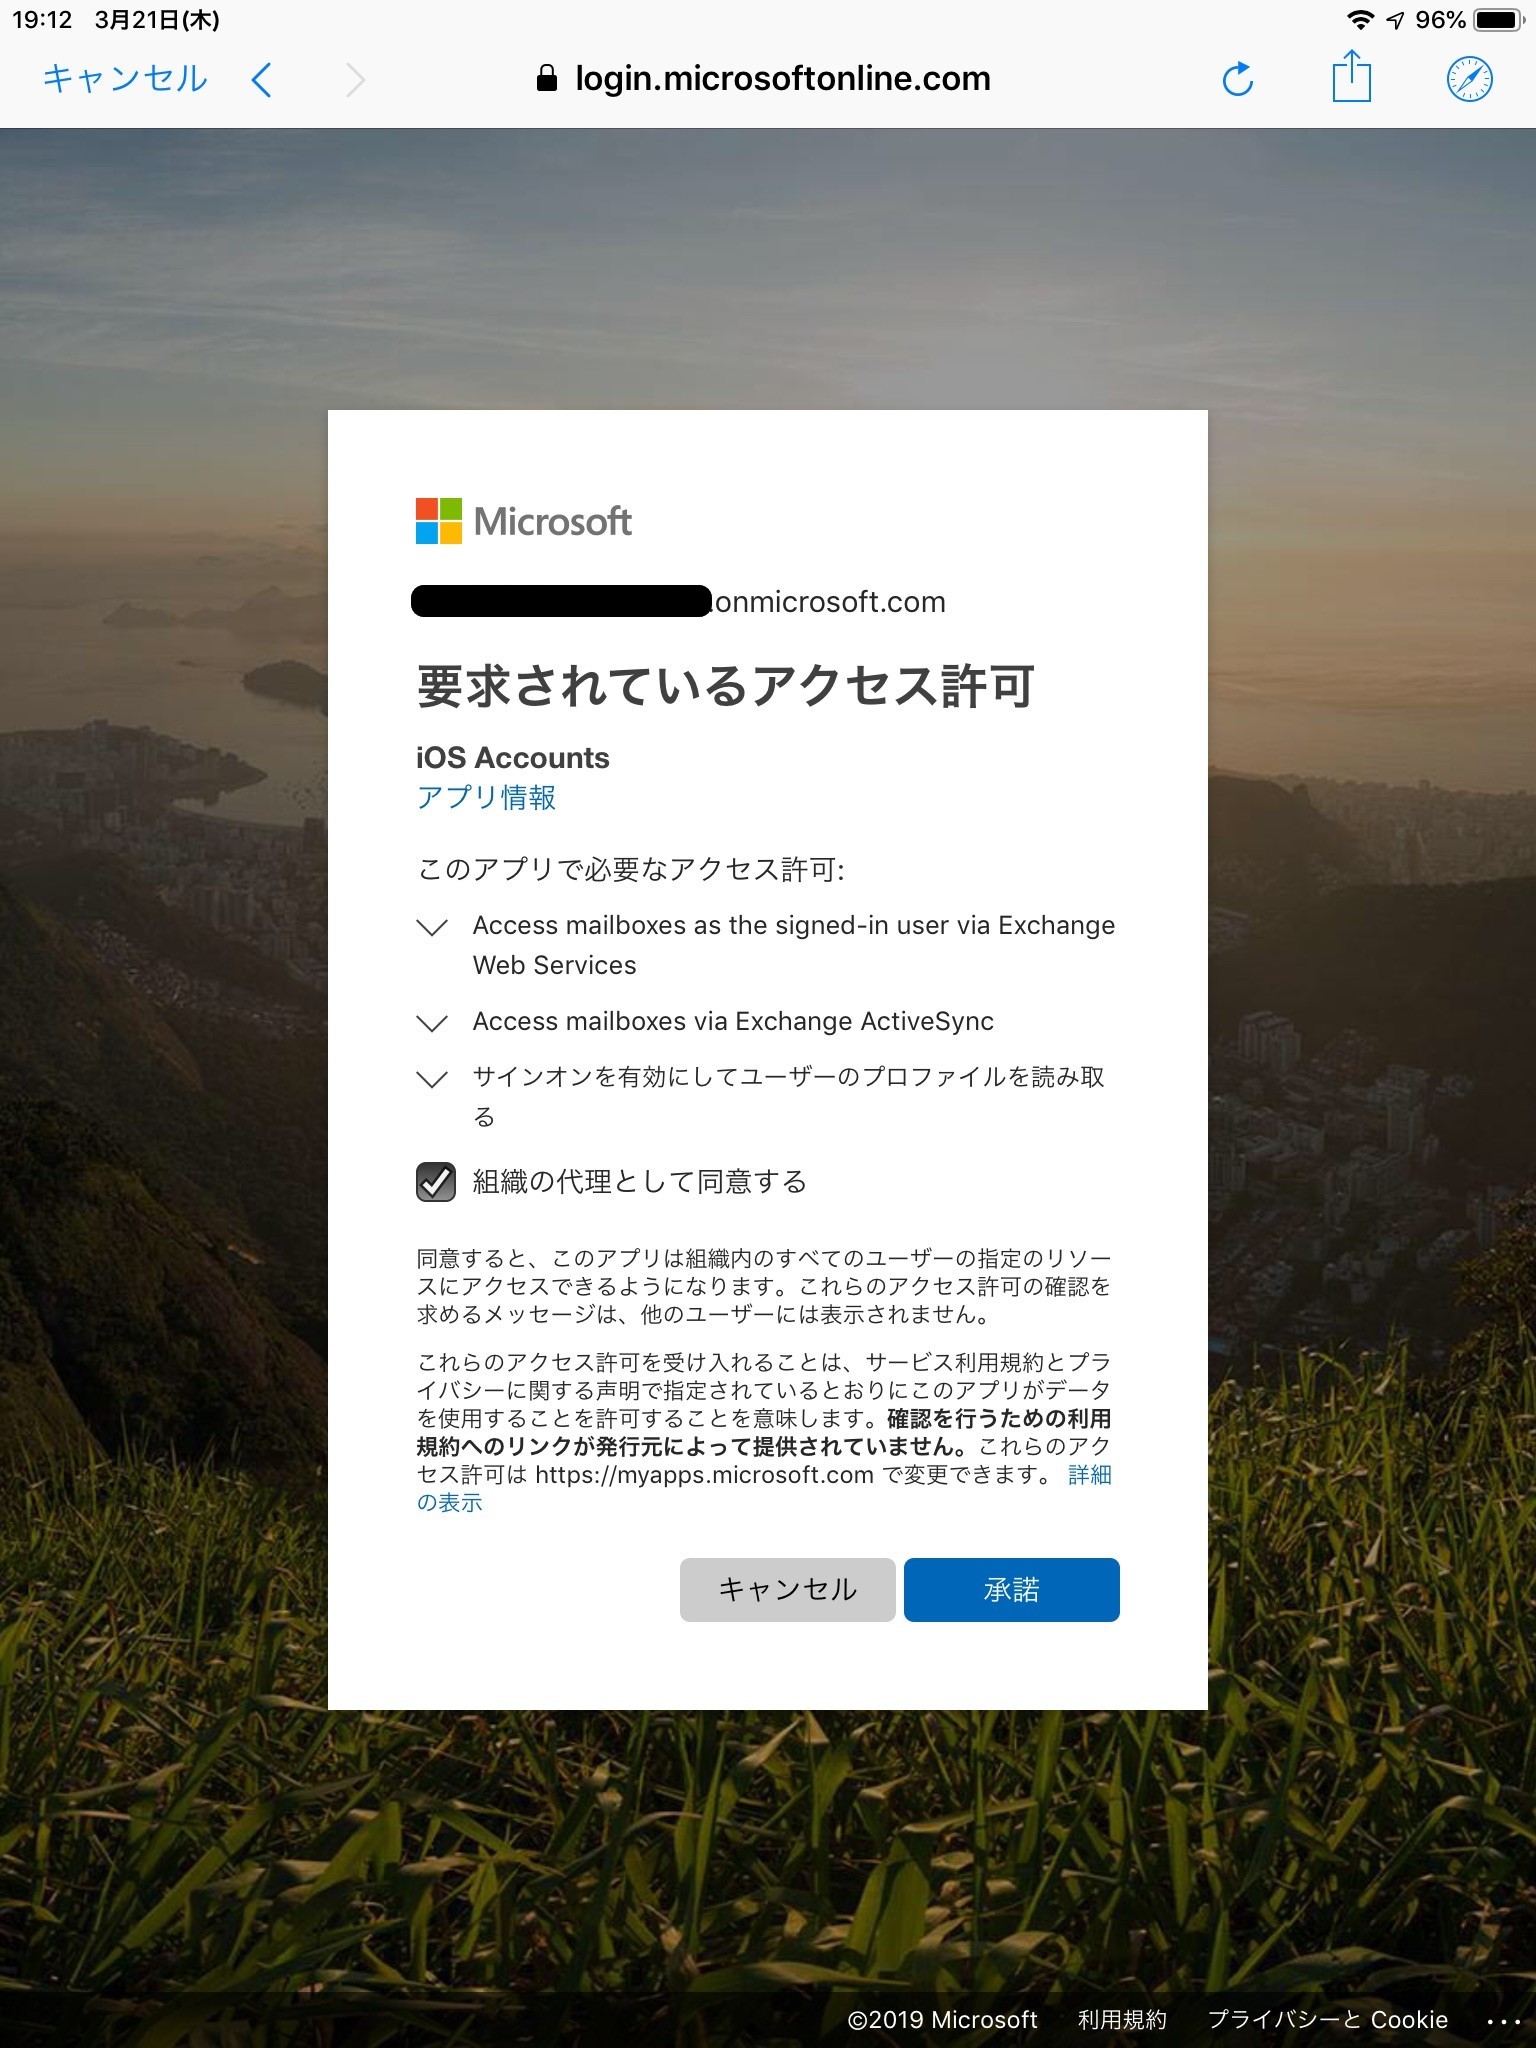 19:12 3月21日(木) 96%
キャンセル login.microsoftonline.com
Microsoft
.onmicrosoft.com
要求されているアクセス許可
iOS Accounts
アプリ情報
このアプリで必要なアクセス許可:
Access mailboxes as the signed-in user via Exchange
Web Services
Access mailboxes via Exchange ActiveSync
サインオンを有効にしてユーザーのプロファイルを読み取
る
組織の代理として同意する
同意すると、このアプリは組織内のすべてのユーザーの指定のリソー
スにアクセスできるようになります。これらのアクセス許可の確認を
求めるメッセージは、他のユーザーには表示されません。
これらのアクセス許可を受け入れることは、サービス利用規約とプラ
イバシーに関する声明で指定されているとおりにこのアプリがデータ
を使用することを許可することを意味します。確認を行うための利用
規約へのリンクが発行元によって提供されていません。これらのアク
セス許可は https://myapps.microsoft.com で変更できます。 詳細
の表示
キャンセル 承諾
©2019 Microsoft 利用規約 プライバシーと Cookie ...